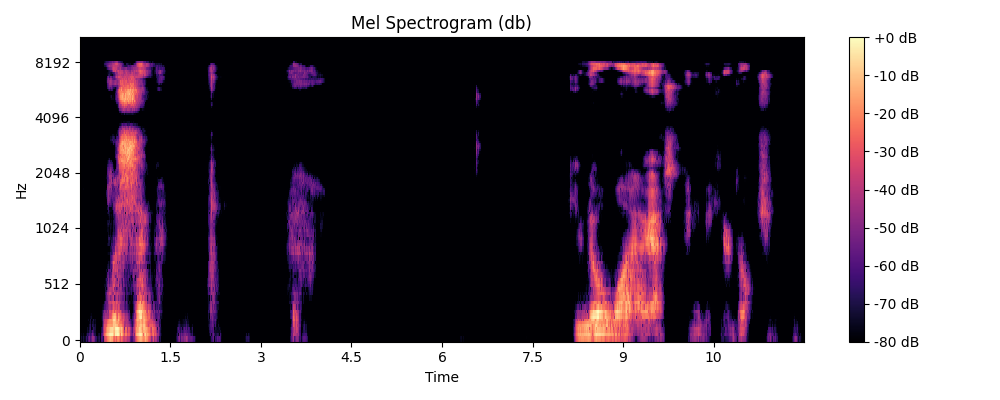 Mel Spectrogram (db)
8192
4096
2048
1024
512
0
Hz
0 1.5 3 4.5 6 7.5 9 10
Time
+0 dB
-10 dB
-20 dB
-30 dB
-40 dB
-50 dB
-60 dB
-70 dB
-80 dB